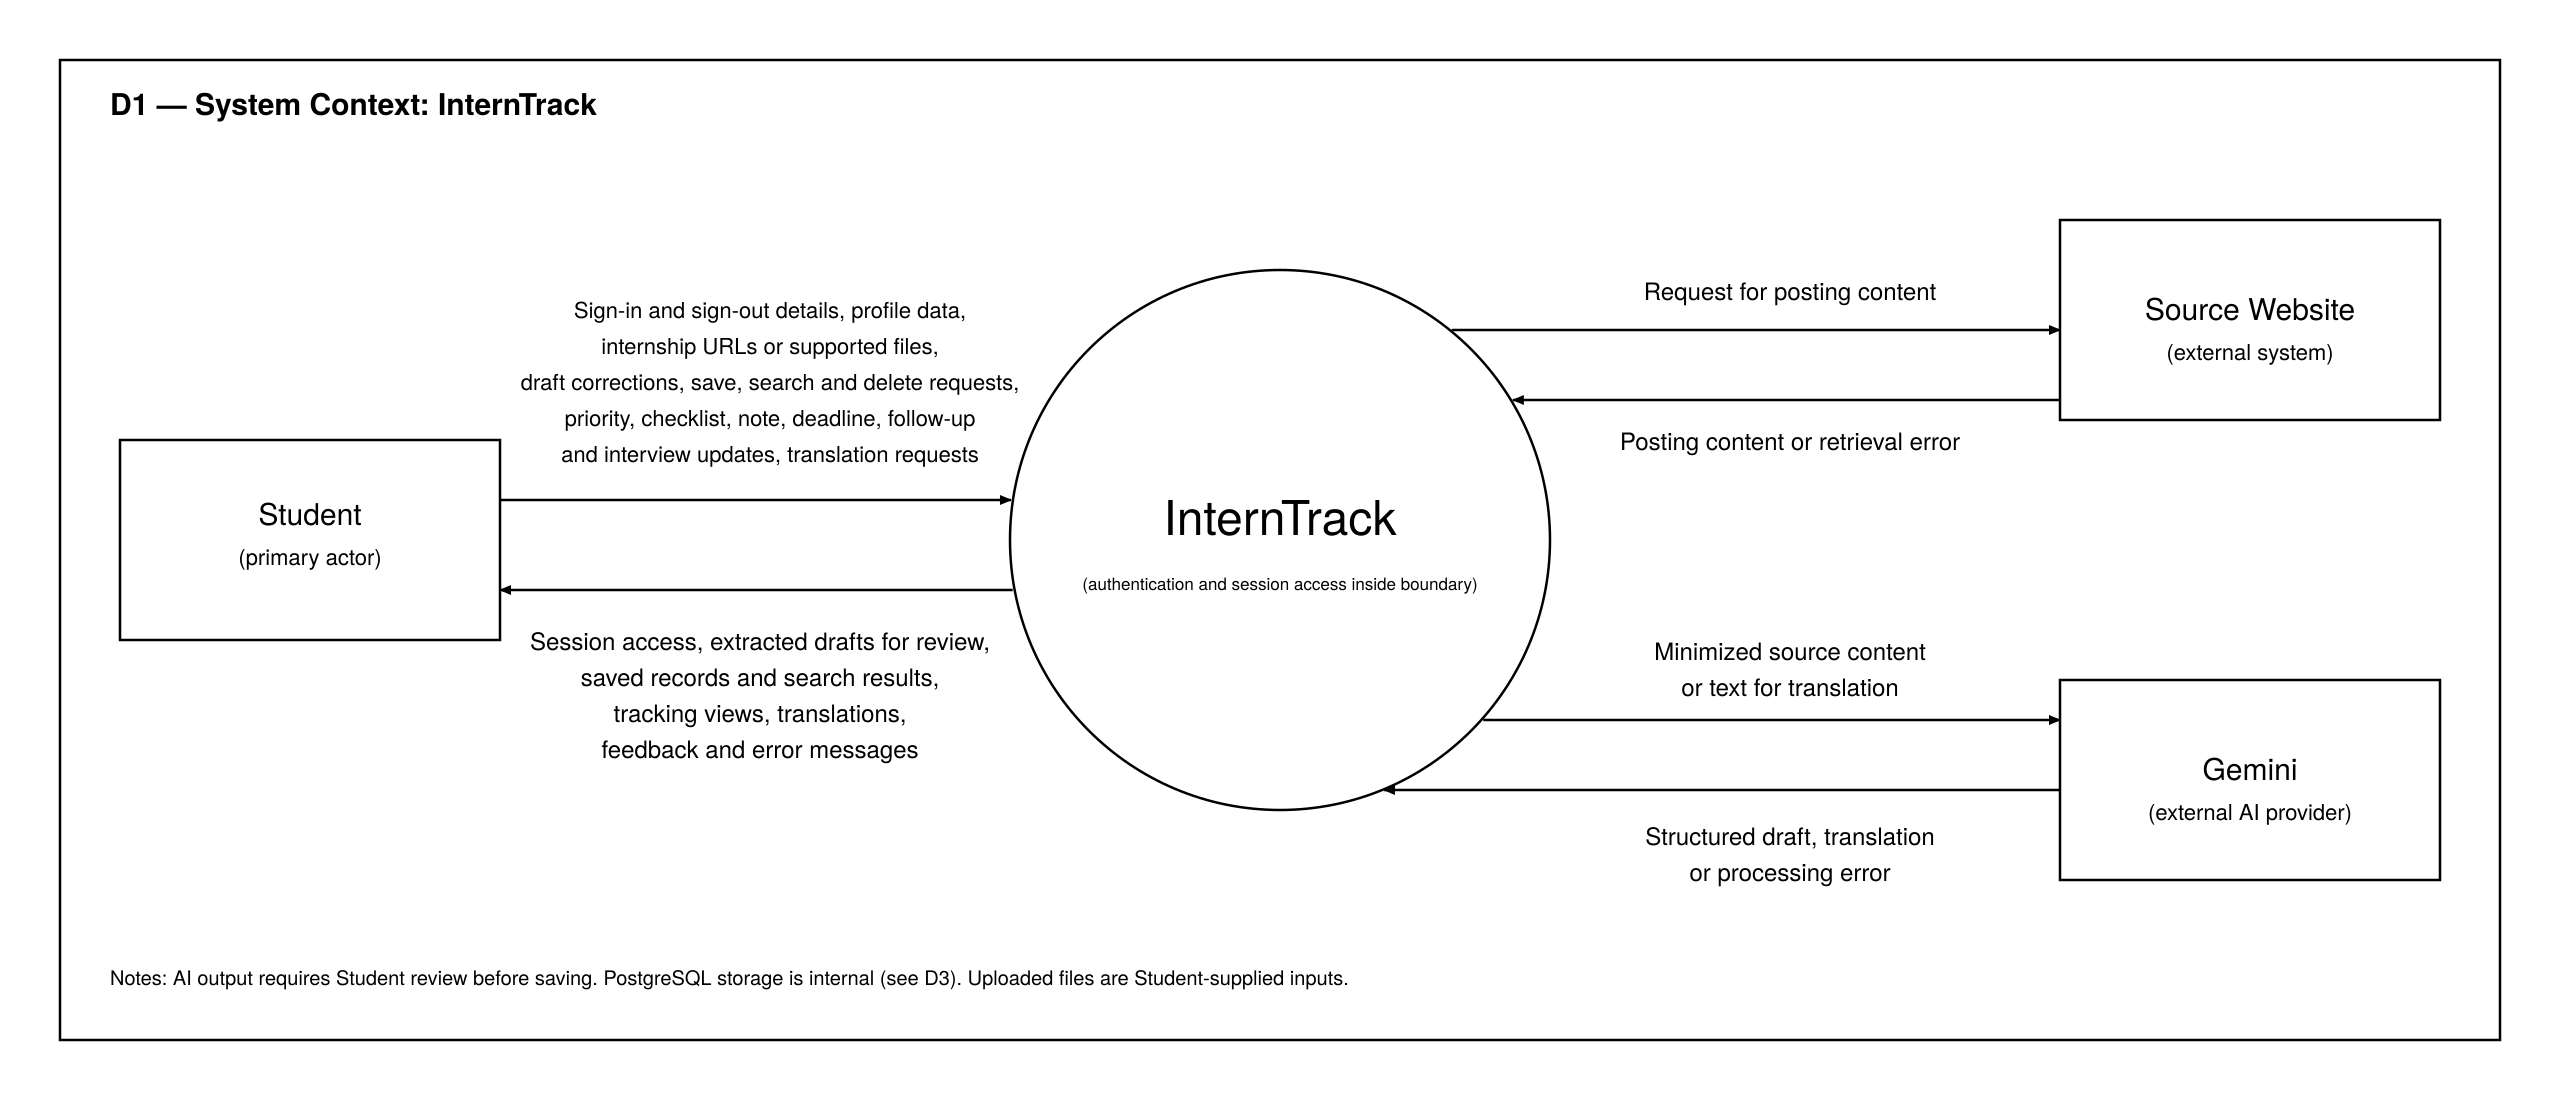 D1 — System Context: InternTrack
Sign-in and sign-out details, profile data,
internship URLs or supported files,
draft corrections, save, search and delete requests,
priority, checklist, note, deadline, follow-up
and interview updates, translation requests
Student
(primary actor)
Session access, extracted drafts for review,
saved records and search results,
tracking views, translations,
feedback and error messages
InternTrack
(authentication and session access inside boundary)
Request for posting content
Posting content or retrieval error
Source Website
(external system)
Minimized source content
or text for translation
Structured draft, translation
or processing error
Gemini
(external AI provider)
Notes: AI output requires Student review before saving. PostgreSQL storage is internal (see D3). Uploaded files are Student-supplied inputs.